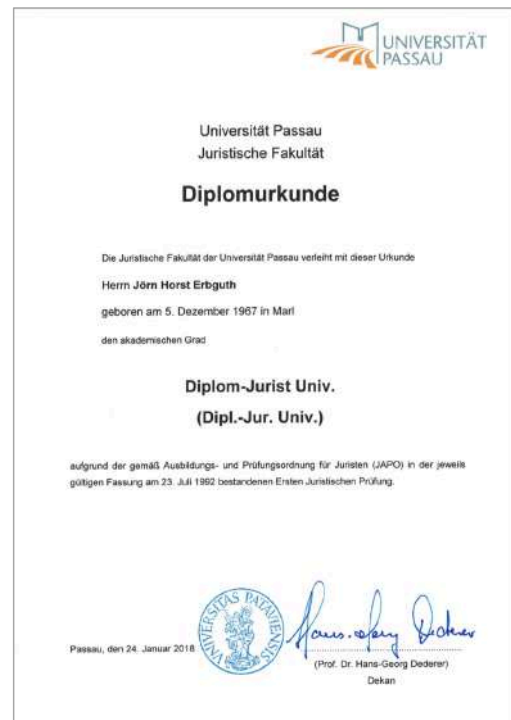 UNIVERSITÄT
PASSAU
Universität Passau
Juristische Fakultät
Diplomurkunde
Die Juristische Fakultät der Universität Passau verleiht mit dieser Urkunde
Herrn Jörn Horst Erbguth
geboren am 5. Dezember 1967 in Marl
den akademischen Grad
Diplom-Jurist Univ.
(Dipl.-Jur. Univ.)
aufgrund der gemäß Ausbildungs- und Prüfungsordnung für Juristen (JAPO) in der jeweils
gültigen Fassung am 23. Juli 1992 bestandenen Ersten Juristischen Prüfung.
UNIVERSITAS PATAVIENSIS
Hans-Georg Dederer
Passau, den 24. Januar 2018
(Prof. Dr. Hans-Georg Dederer)
Dekan